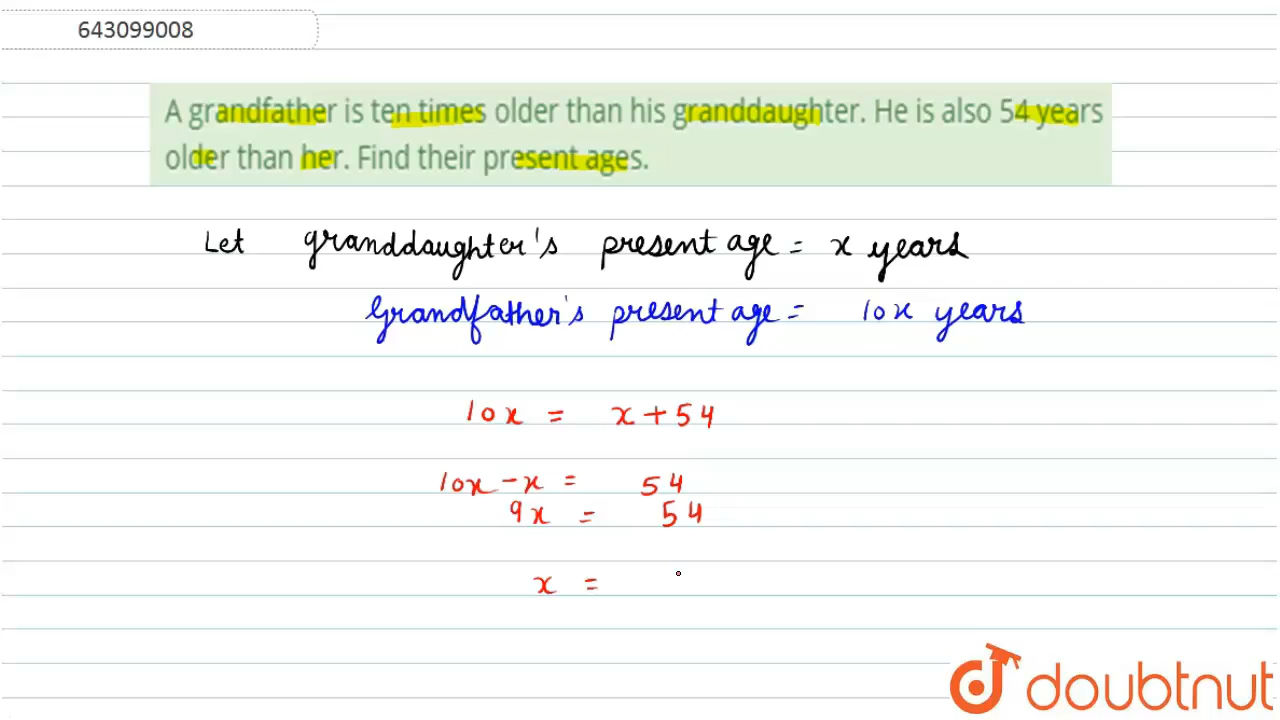 643099008
A grandfather is ten times older than his granddaughter. He is also 54 years
older than her. Find their present ages.
Let granddaughter's present age = x years
Grandfather's present age = 10x years
10x = x + 54
10x - x = 54
9x = 54
x =
doubtnut